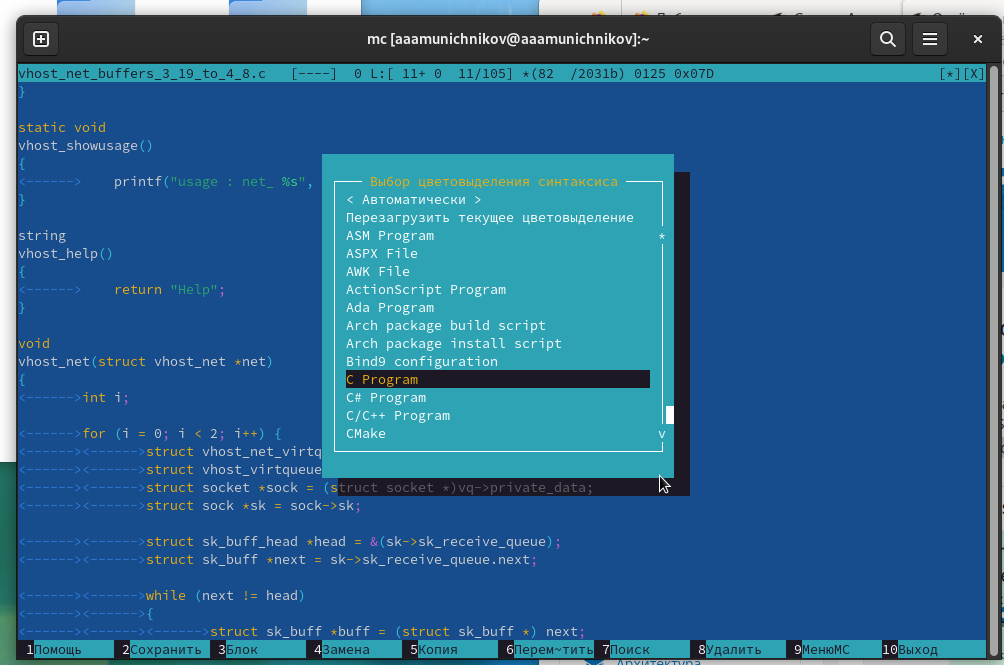 mc [aaamunichnikov@aaamunichnikov]:~
vhost_net_buffers_3_19_to_4_8.c   [----]  0 L:[ 11+ 0  11/105] *(82  /2031b) 0125 0x07D   [*][X]
}
static void
vhost_showusage()
{
<------>    printf("usage : net_ %s",
}
string
vhost_help()
{
<------>    return "Help";
}
void
vhost_net(struct vhost_net *net)
{
<------>int i;
<------>for (i = 0; i < 2; i++) {
<------><------>struct vhost_net_virtq
<------><------>struct vhost_virtqueue
<------><------>struct socket *sock = (struct socket *)vq->private_data;
<------><------>struct sock *sk = sock->sk;
<------><------>struct sk_buff_head *head = &(sk->sk_receive_queue);
<------><------>struct sk_buff *next = sk->sk_receive_queue.next;
<------><------>while (next != head)
<------><------>{
<------><------><------>struct sk_buff *buff = (struct sk_buff *) next;
Выбор цветовыделения синтаксиса
< Автоматически >
Перезагрузить текущее цветовыделение
ASM Program
*
ASPX File
AWK File
ActionScript Program
Ada Program
Arch package build script
Arch package install script
Bind9 configuration
C Program
C# Program
C/C++ Program
CMake
v
1Помощь 2Сохранить 3Блок 4Замена 5Копия 6Перем~тить 7Поиск 8Удалить 9МенюMC 10Выход
Архитектура